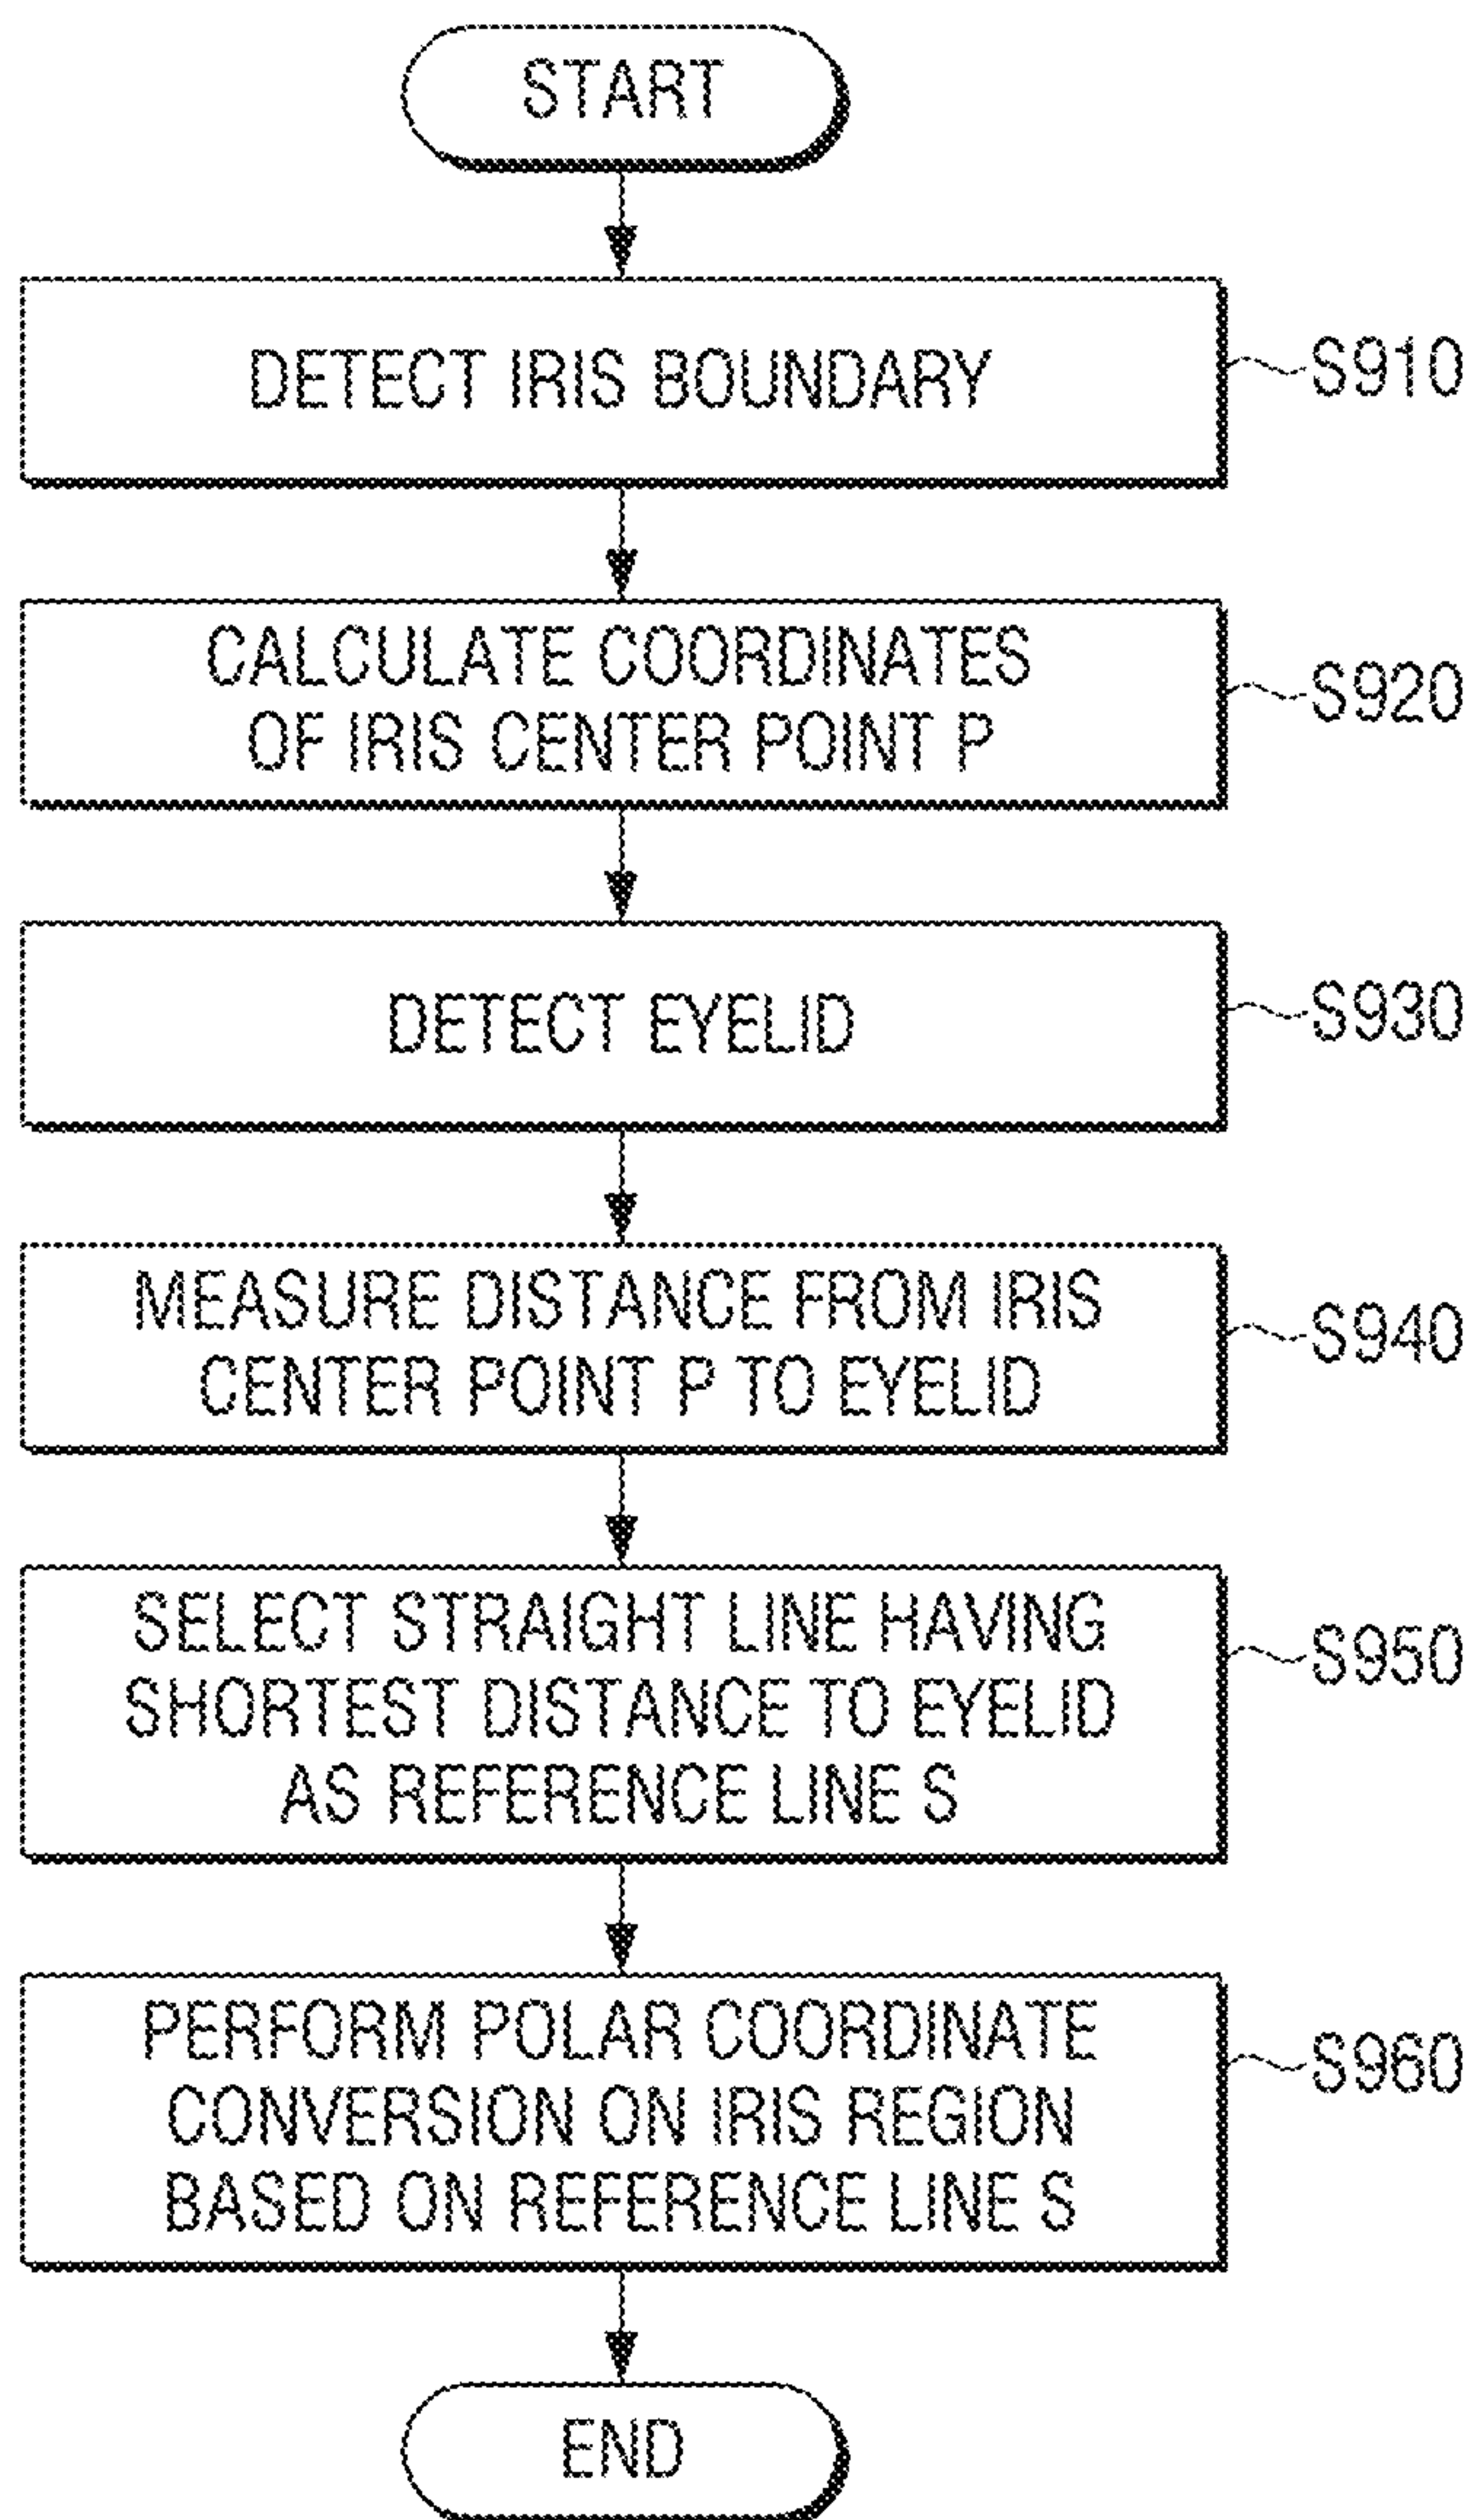 START
DETECT IRIS BOUNDARY
S910
CALCULATE COORDINATES
OF IRIS CENTER POINT P
S920
DETECT EYELID
S930
MEASURE DISTANCE FROM IRIS
CENTER POINT P TO EYELID
S940
SELECT STRAIGHT LINE HAVING
SHORTEST DISTANCE TO EYELID
AS REFERENCE LINE S
S950
PERFORM POLAR COORDINATE
CONVERSION ON IRIS REGION
BASED ON REFERENCE LINE S
S960
END